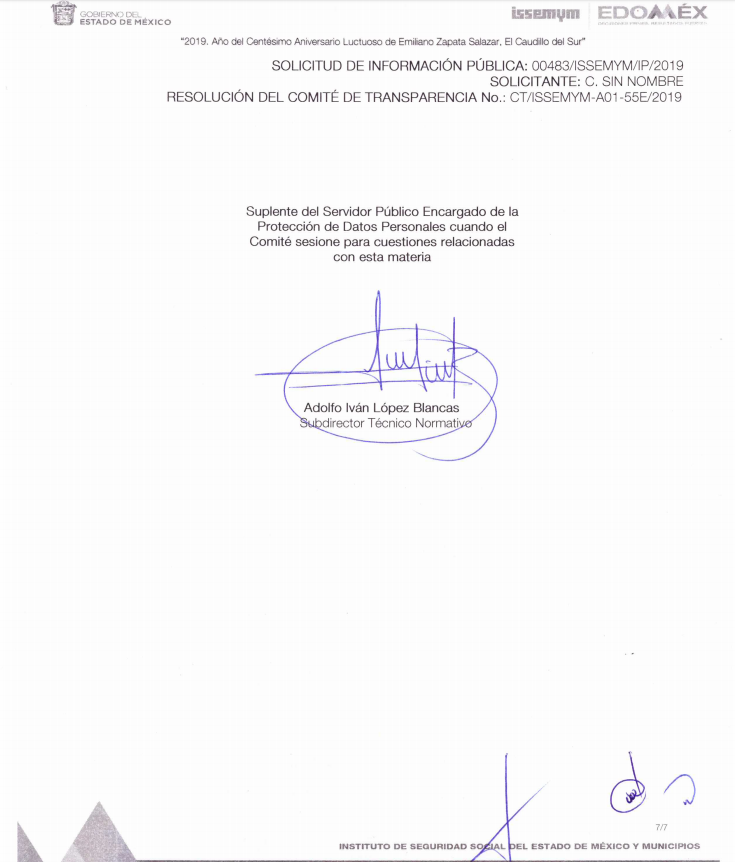 GOBIERNO DEL
ESTADO DE MÉXICO
issemym
EDOMÉX
"2019. Año del Centésimo Aniversario Luctuoso de Emiliano Zapata Salazar, El Caudillo del Sur"
SOLICITUD DE INFORMACIÓN PÚBLICA: 00483/ISSEMYM/IP/2019
SOLICITANTE: C. SIN NOMBRE
RESOLUCIÓN DEL COMITÉ DE TRANSPARENCIA No.: CT/ISSEMYM-A01-55E/2019
Suplente del Servidor Público Encargado de la
Protección de Datos Personales cuando el
Comité sesione para cuestiones relacionadas
con esta materia
Adolfo Iván López Blancas
Subdirector Técnico Normativo
7/7
INSTITUTO DE SEGURIDAD SOCIAL DEL ESTADO DE MÉXICO Y MUNICIPIOS